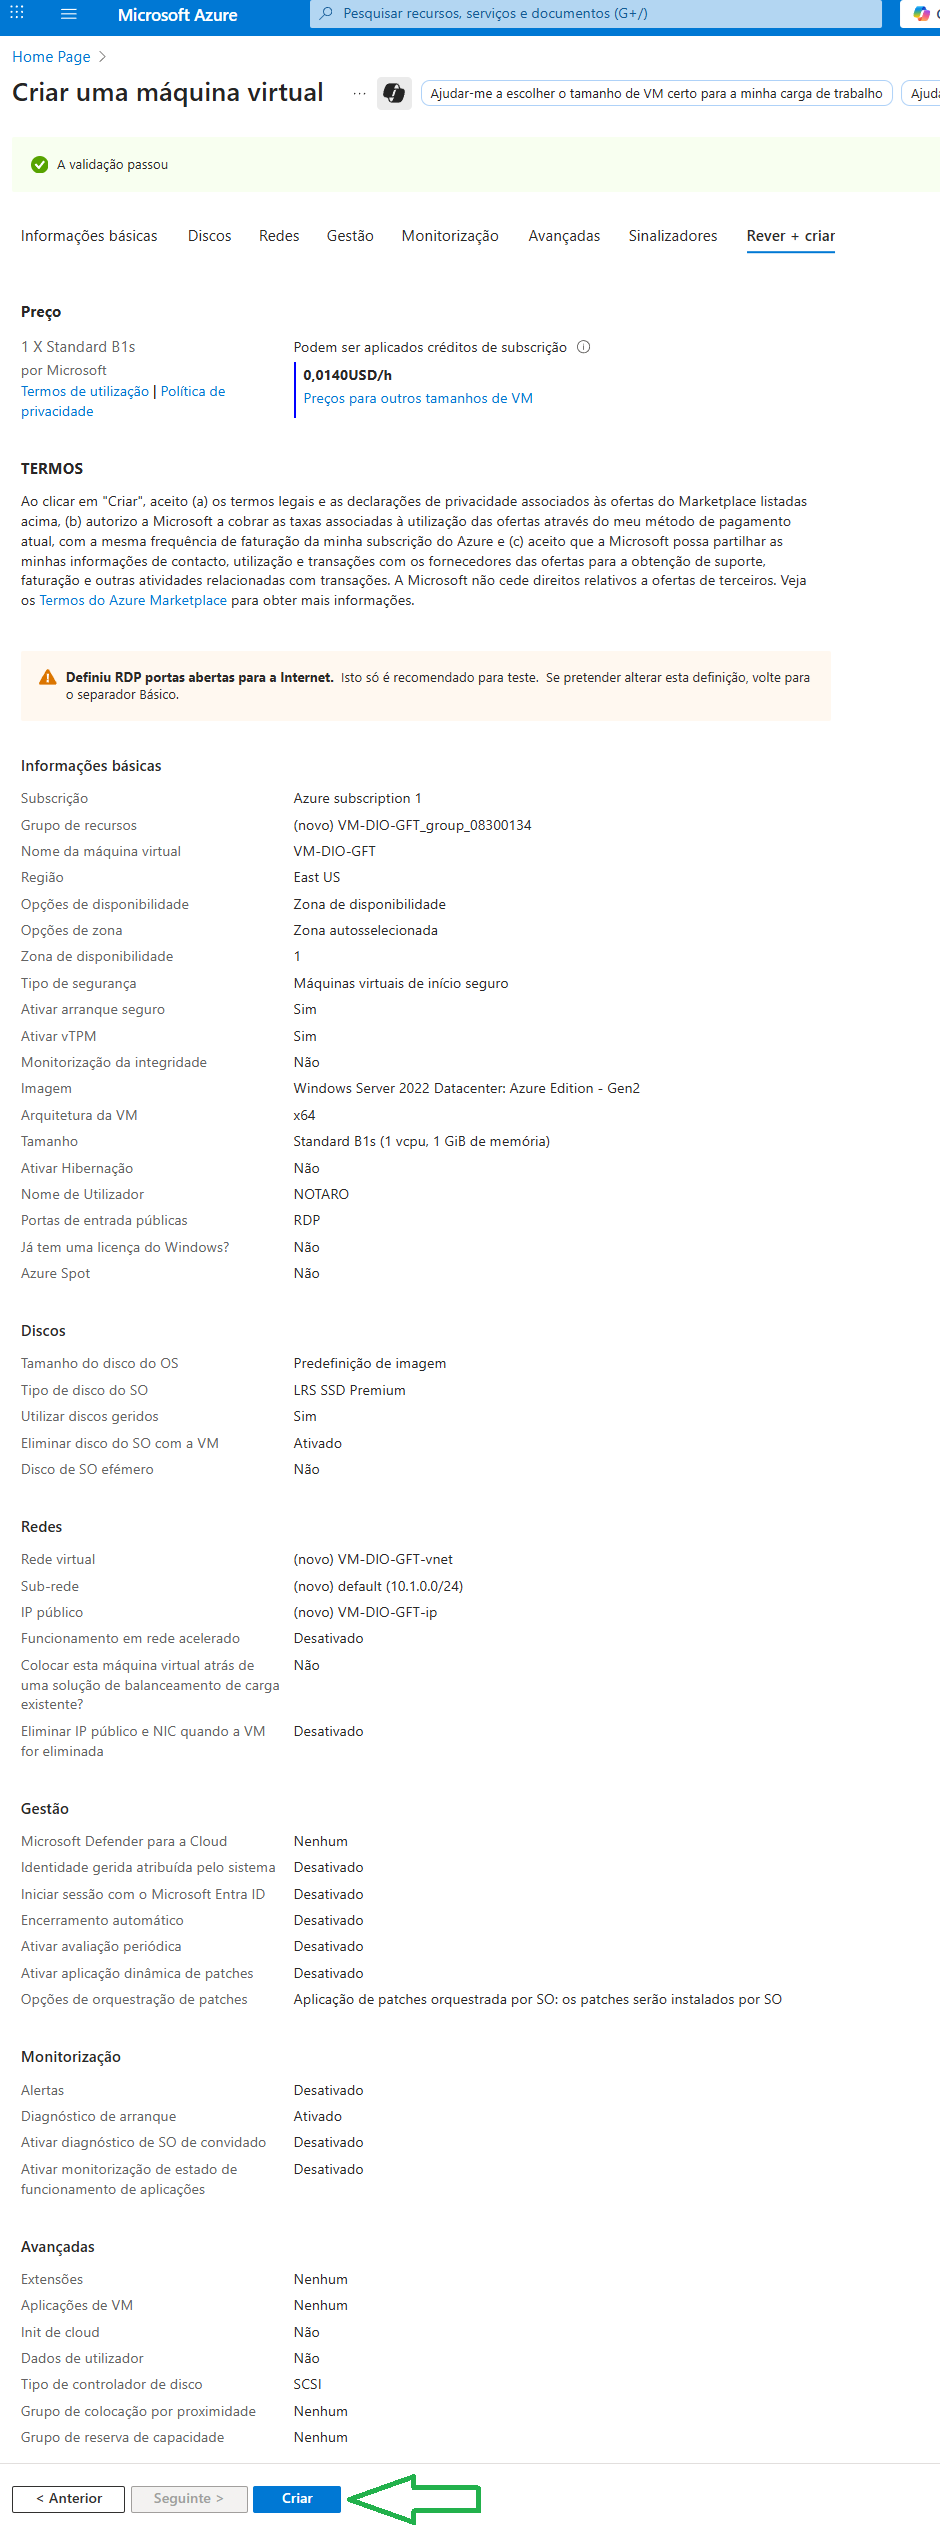 Microsoft Azure
Pesquisar recursos, serviços e documentos (G+/)
Home Page >
Criar uma máquina virtual ...
Ajudar-me a escolher o tamanho de VM certo para a minha carga de trabalho
A validação passou
Informações básicas Discos Redes Gestão Monitorização Avançadas Sinalizadores Rever + criar
Preço
1 X Standard B1s
por Microsoft
Termos de utilização | Política de
privacidade
Podem ser aplicados créditos de subscrição
0,0140USD/h
Preços para outros tamanhos de VM
TERMOS
Ao clicar em "Criar", aceito (a) os termos legais e as declarações de privacidade associados às ofertas do Marketplace listadas
acima, (b) autorizo a Microsoft a cobrar as taxas associadas à utilização das ofertas através do meu método de pagamento
atual, com a mesma frequência de faturação da minha subscrição do Azure e (c) aceito que a Microsoft possa partilhar as
minhas informações de contacto, utilização e transações com os fornecedores das ofertas para a obtenção de suporte,
faturação e outras atividades relacionadas com transações. A Microsoft não cede direitos relativos a ofertas de terceiros. Veja
os Termos do Azure Marketplace para obter mais informações.
Definiu RDP portas abertas para a Internet. Isto só é recomendado para teste. Se pretender alterar esta definição, volte para
o separador Básico.
Informações básicas
Subscrição Azure subscription 1
Grupo de recursos (novo) VM-DIO-GFT_group_08300134
Nome da máquina virtual VM-DIO-GFT
Região East US
Opções de disponibilidade Zona de disponibilidade
Opções de zona Zona autosselecionada
Zona de disponibilidade 1
Tipo de segurança Máquinas virtuais de início seguro
Ativar arranque seguro Sim
Ativar vTPM Sim
Monitorização da integridade Não
Imagem Windows Server 2022 Datacenter: Azure Edition - Gen2
Arquitetura da VM x64
Tamanho Standard B1s (1 vcpu, 1 GiB de memória)
Ativar Hibernação Não
Nome de Utilizador NOTARO
Portas de entrada públicas RDP
Já tem uma licença do Windows? Não
Azure Spot Não
Discos
Tamanho do disco do OS Predefinição de imagem
Tipo de disco do SO LRS SSD Premium
Utilizar discos geridos Sim
Eliminar disco do SO com a VM Ativado
Disco de SO efémero Não
Redes
Rede virtual (novo) VM-DIO-GFT-vnet
Sub-rede (novo) default (10.1.0.0/24)
IP público (novo) VM-DIO-GFT-ip
Funcionamento em rede acelerado Desativado
Colocar esta máquina virtual atrás de Não
uma solução de balanceamento de carga
existente?
Eliminar IP público e NIC quando a VM Desativado
for eliminada
Gestão
Microsoft Defender para a Cloud Nenhum
Identidade gerida atribuída pelo sistema Desativado
Iniciar sessão com o Microsoft Entra ID Desativado
Encerramento automático Desativado
Ativar avaliação periódica Desativado
Ativar aplicação dinâmica de patches Desativado
Opções de orquestração de patches Aplicação de patches orquestrada por SO: os patches serão instalados por SO
Monitorização
Alertas Desativado
Diagnóstico de arranque Ativado
Ativar diagnóstico de SO de convidado Desativado
Ativar monitorização de estado de Desativado
funcionamento de aplicações
Avançadas
Extensões Nenhum
Aplicações de VM Nenhum
Init de cloud Não
Dados de utilizador Não
Tipo de controlador de disco SCSI
Grupo de colocação por proximidade Nenhum
Grupo de reserva de capacidade Nenhum
< Anterior Seguinte > Criar